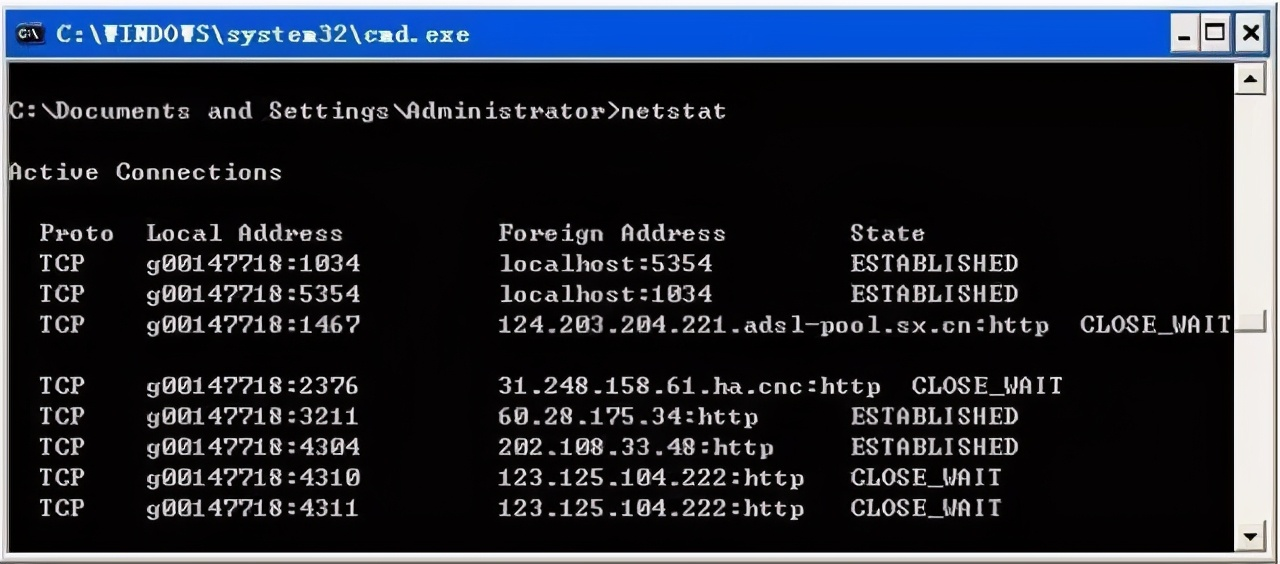 C:\WINDOWS\system32\cmd.exe
C:\Documents and Settings\Administrator>netstat
Active Connections
Proto  Local Address          Foreign Address        State
TCP    g00147718:1034         localhost:5354         ESTABLISHED
TCP    g00147718:5354         localhost:1034         ESTABLISHED
TCP    g00147718:1467         124.203.204.221.adsl-pool.sx.cn:http  CLOSE_WAIT
TCP    g00147718:2376         31.248.158.61.ha.cnc:http  CLOSE_WAIT
TCP    g00147718:3211         60.28.175.34:http      ESTABLISHED
TCP    g00147718:4304         202.108.33.48:http     ESTABLISHED
TCP    g00147718:4310         123.125.104.222:http   CLOSE_WAIT
TCP    g00147718:4311         123.125.104.222:http   CLOSE_WAIT